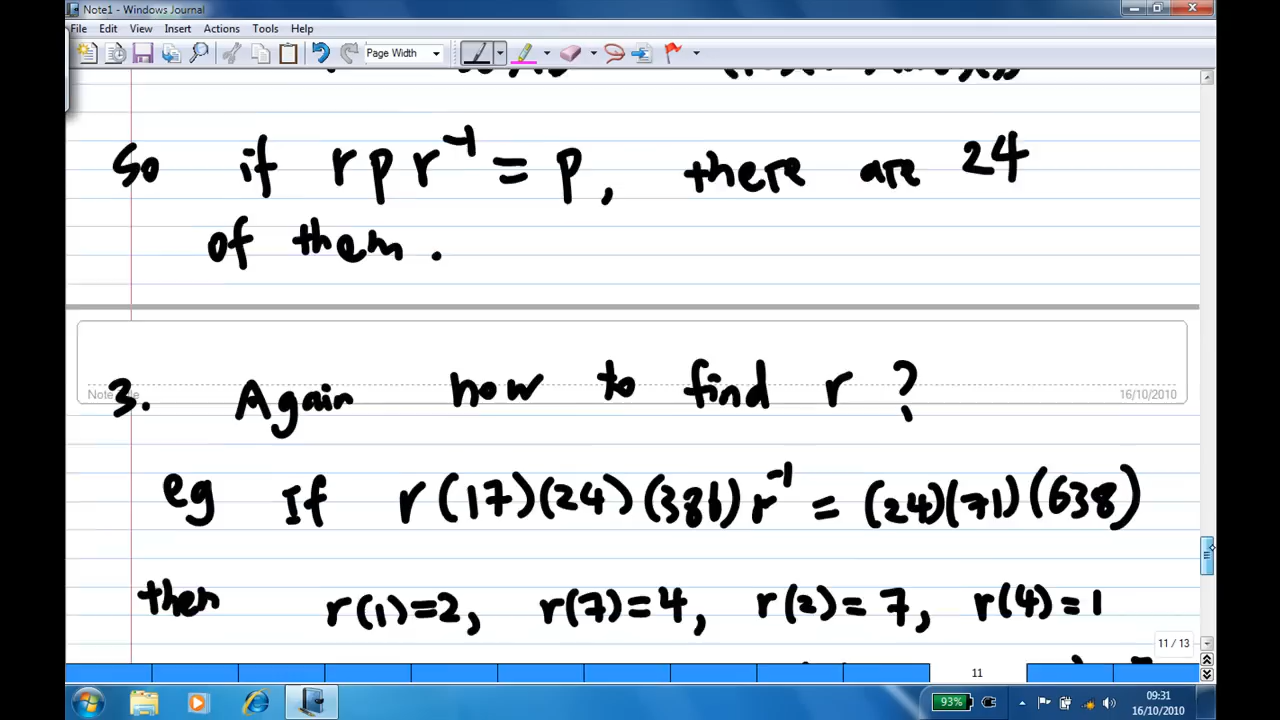 Note1 - Windows Journal
File Edit View Insert Actions Tools Help
Page Width
So if r p r⁻¹ = p, there are 24
of them.
3. Again how to find r ?
Note
16/10/2010
eg If r(17)(24)(386)r⁻¹ = (24)(71)(638)
then r(1)=2, r(7)=4, r(2)=7, r(4)=1
11 / 13
11
93%
09:31
16/10/2010